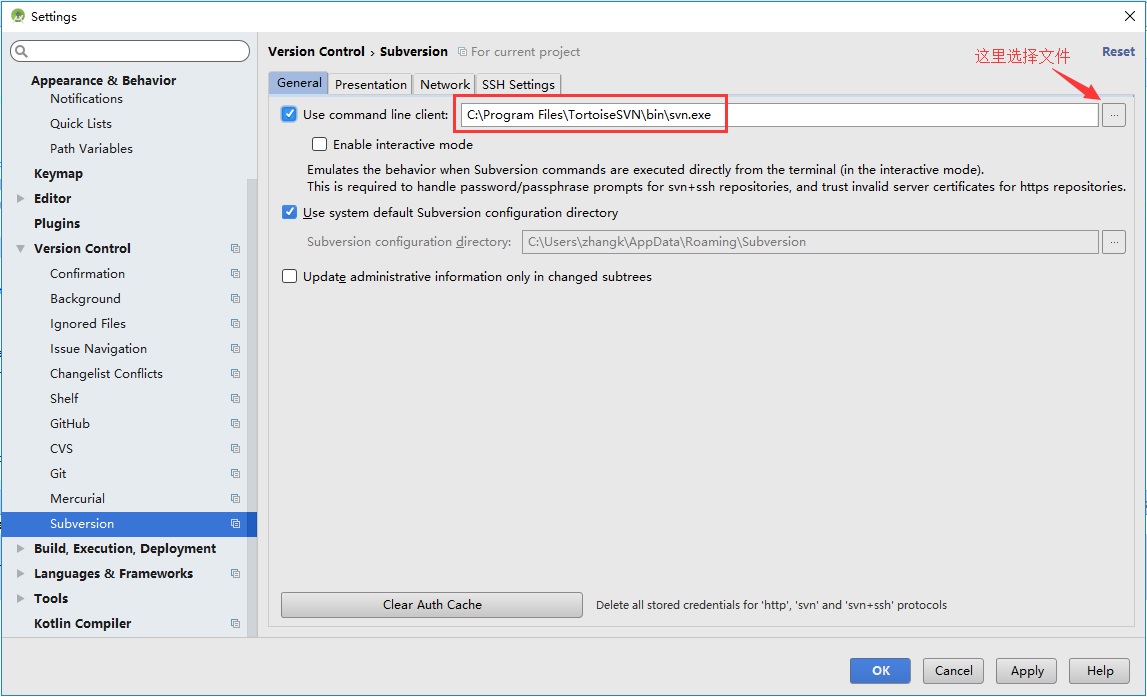 Settings
Version Control › Subversion For current project
这里选择文件
Reset
Appearance & Behavior
Notifications
Quick Lists
Path Variables
Keymap
Editor
Plugins
Version Control
Confirmation
Background
Ignored Files
Issue Navigation
Changelist Conflicts
Shelf
GitHub
CVS
Git
Mercurial
Subversion
Build, Execution, Deployment
Languages & Frameworks
Tools
Kotlin Compiler
General Presentation Network SSH Settings
Use command line client: C:\Program Files\TortoiseSVN\bin\svn.exe ...
Enable interactive mode
Emulates the behavior when Subversion commands are executed directly from the terminal (in the interactive mode).
This is required to handle password/passphrase prompts for svn+ssh repositories, and trust invalid server certificates for https repositories.
Use system default Subversion configuration directory
Subversion configuration directory: C:\Users\zhangk\AppData\Roaming\Subversion ...
Update administrative information only in changed subtrees
Clear Auth Cache Delete all stored credentials for 'http', 'svn' and 'svn+ssh' protocols
OK Cancel Apply Help